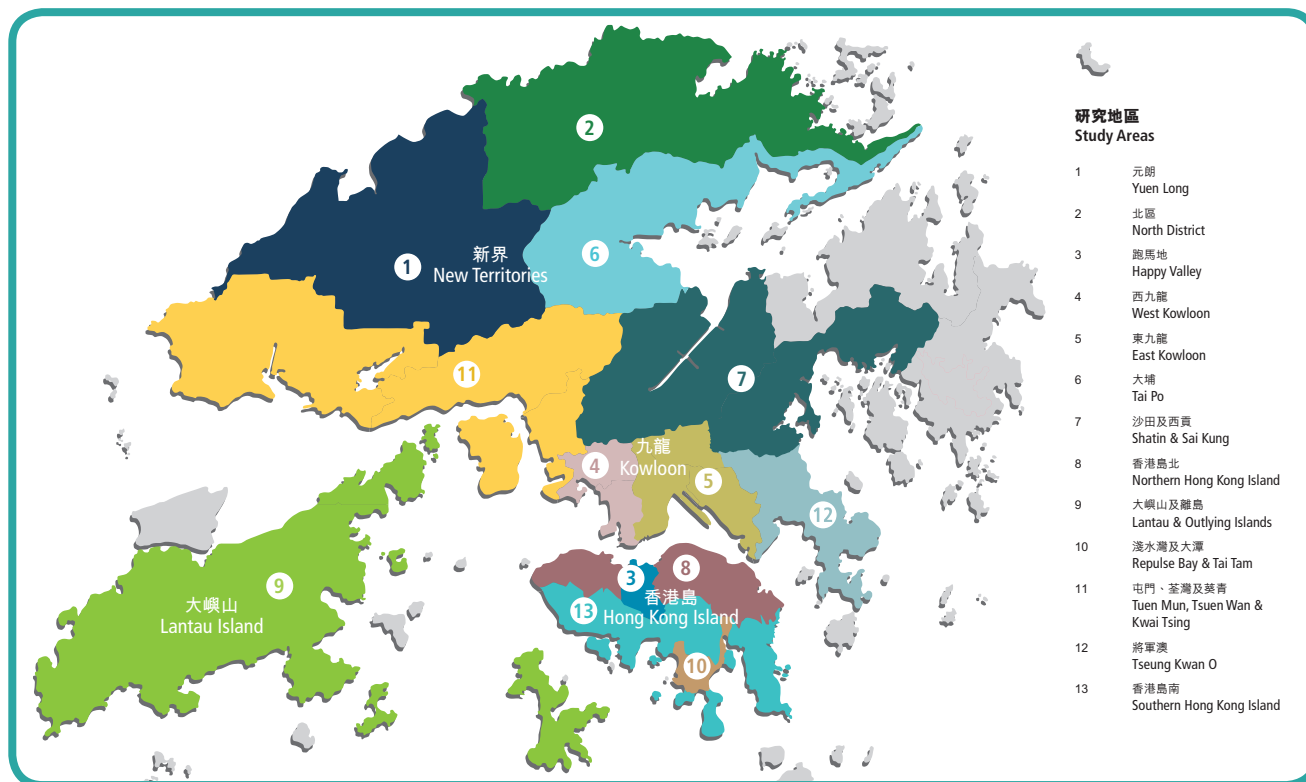 2
1
新界
New Territories
6
11
7
九龍
Kowloon
4
5
12
9
大嶼山
Lantau Island
3
8
香港島
Hong Kong Island
13
10
研究地區
Study Areas
1 元朗
Yuen Long
2 北區
North District
3 跑馬地
Happy Valley
4 西九龍
West Kowloon
5 東九龍
East Kowloon
6 大埔
Tai Po
7 沙田及西貢
Shatin & Sai Kung
8 香港島北
Northern Hong Kong Island
9 大嶼山及離島
Lantau & Outlying Islands
10 淺水灣及大潭
Repulse Bay & Tai Tam
11 屯門、荃灣及葵青
Tuen Mun, Tsuen Wan &
Kwai Tsing
12 將軍澳
Tseung Kwan O
13 香港島南
Southern Hong Kong Island